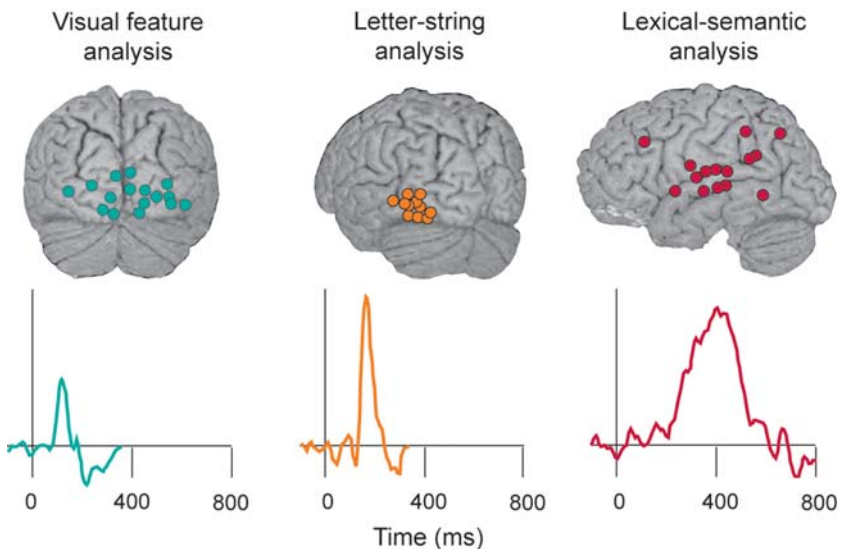 Visual feature
analysis
Letter-string
analysis
Lexical-semantic
analysis
0
400
800
0
400
800
0
400
800
Time (ms)